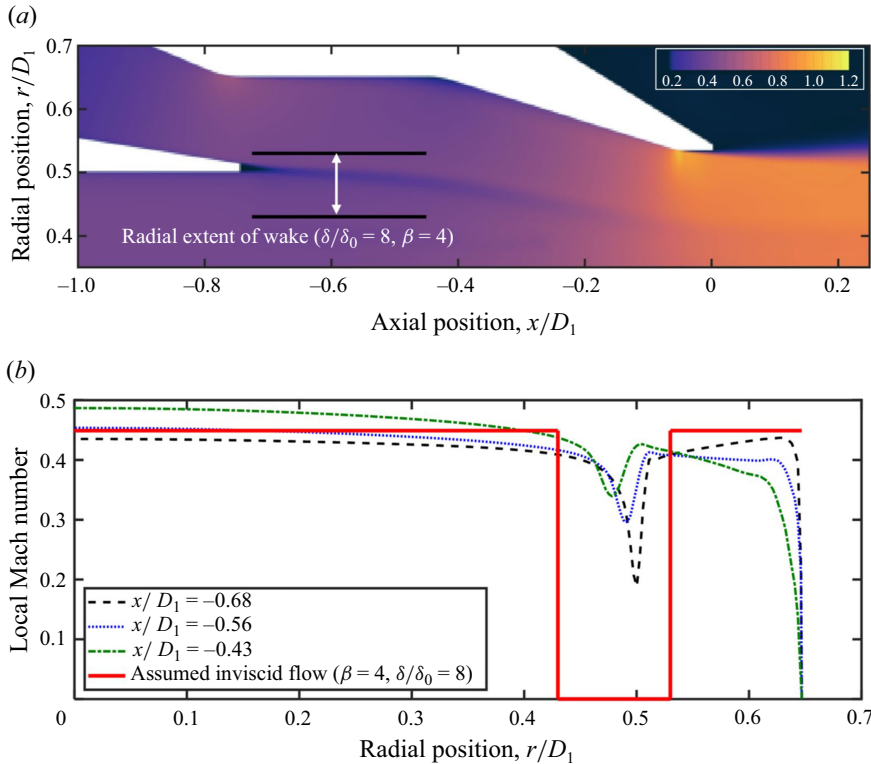 (a)
0.7
0.6
0.5
0.4
Radial position, r/D₁
0.2 0.4 0.6 0.8 1.0 1.2
Radial extent of wake (δ/δ₀ = 8, β = 4)
–1.0 –0.8 –0.6 –0.4 –0.2 0 0.2
Axial position, x/D₁
(b)
0.5
0.4
0.3
0.2
0.1
Local Mach number
x/ D₁ = –0.68
x/ D₁ = –0.56
x/ D₁ = –0.43
Assumed inviscid flow (β = 4, δ/δ₀ = 8)
0 0.1 0.2 0.3 0.4 0.5 0.6 0.7
Radial position, r/D₁